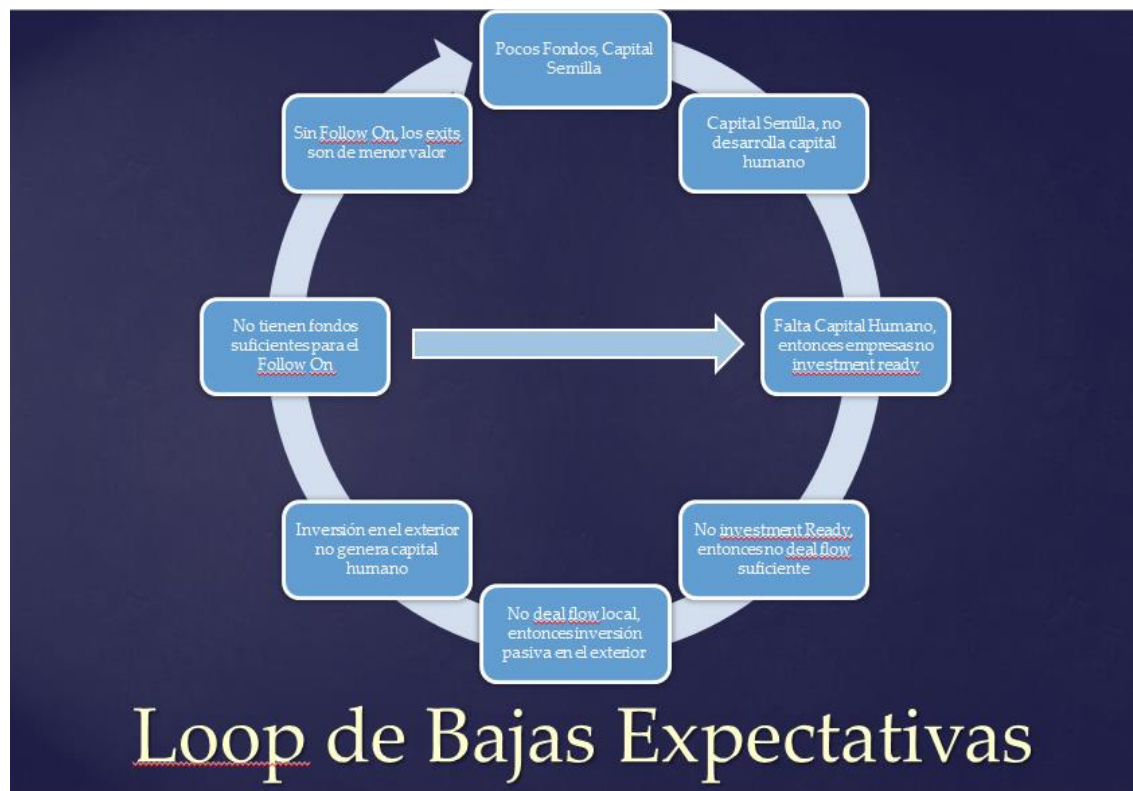 Pocos Fondos, Capital
Semilla
Capital Semilla, no
desarrolla capital
humano
Falta Capital Humano,
entonces empresas no
investment ready
No investment Ready,
entonces no deal flow
suficiente
No deal flow local,
entonces inversión
pasiva en el exterior
Inversión en el exterior
no genera capital
humano
No tienen fondos
suficientes para el
Follow On
Sin Follow On, los exits
son de menor valor
Loop de Bajas Expectativas